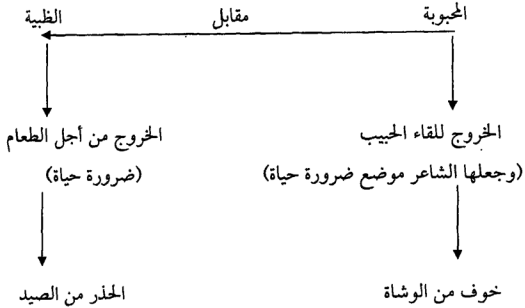 المحبوبة مقابل الظبية
الخروج للقاء الحبيب الخروج من أجل الطعام
(وجعلها الشاعر موضع ضرورة حياة) (ضرورة حياة)
خوف من الوشاة الحذر من الصيد